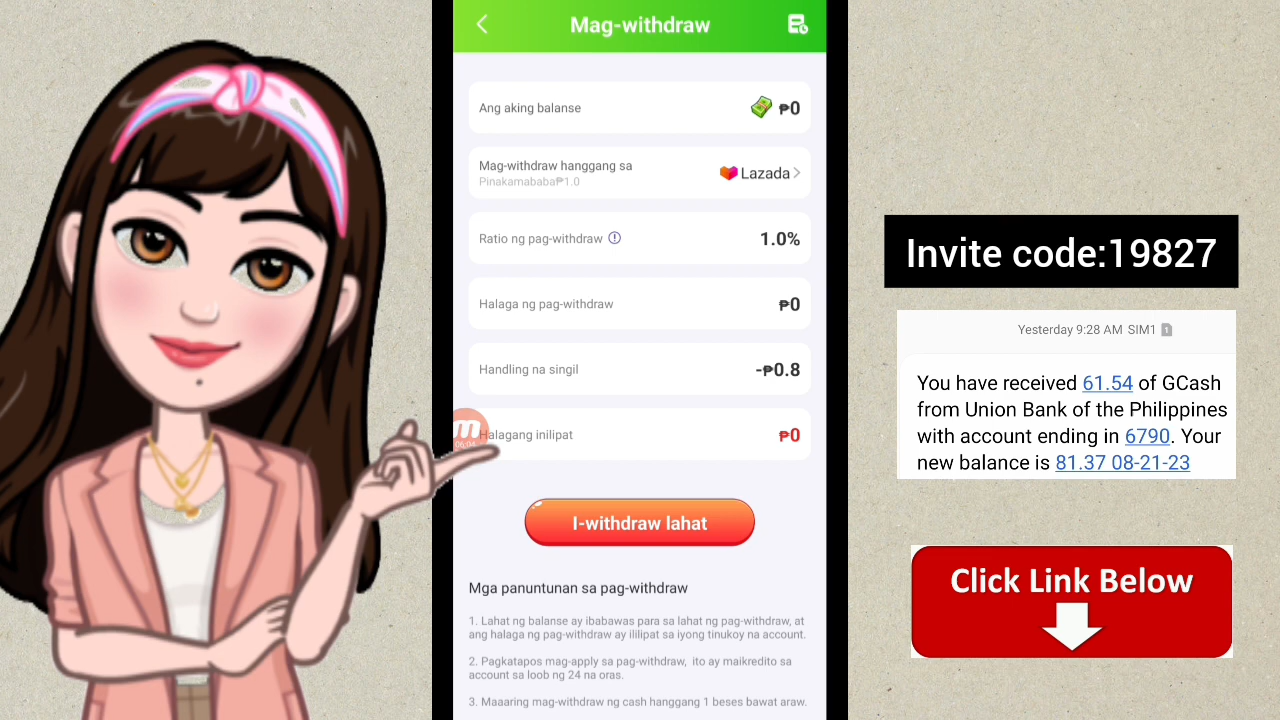 Mag-withdraw
Ang aking balanse
₱0
Mag-withdraw hanggang sa
Pinakamababa₱1.0
Lazada
Ratio ng pag-withdraw
1.0%
Halaga ng pag-withdraw
₱0
Handling na singil
-₱0.8
06:04
Halagang inilipat
₱0
I-withdraw lahat
Mga panuntunan sa pag-withdraw
1. Lahat ng balanse ay ibabawas para sa lahat ng pag-withdraw, at
ang halaga ng pag-withdraw ay ililipat sa iyong tinukoy na account.
2. Pagkatapos mag-apply sa pag-withdraw, ito ay maikredito sa
account sa loob ng 24 na oras.
3. Maaaring mag-withdraw ng cash hanggang 1 beses bawat araw.
Invite code:19827
Yesterday 9:28 AM SIM1 1
You have received 61.54 of GCash
from Union Bank of the Philippines
with account ending in 6790. Your
new balance is 81.37 08-21-23
Click Link Below